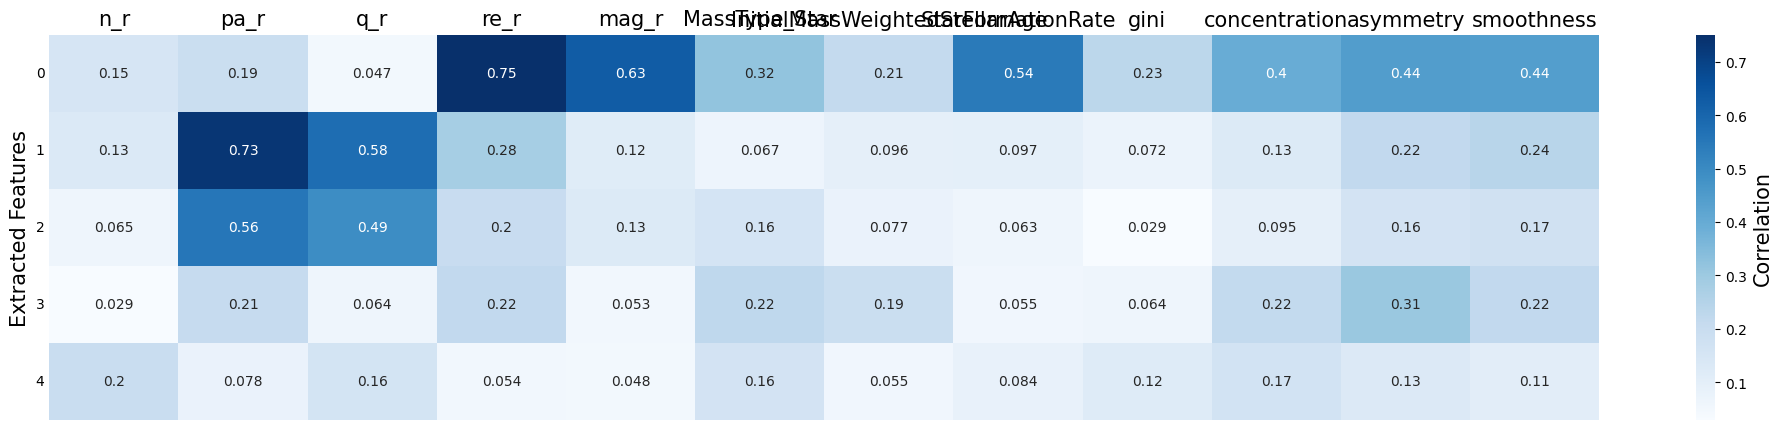 n_r pa_r q_r re_r mag_r MassType_Star InitialMassWeightedStellarAge StarFormationRate gini concentration asymmetry smoothness
0 0.15 0.19 0.047 0.75 0.63 0.32 0.21 0.54 0.23 0.4 0.44 0.44
1 0.13 0.73 0.58 0.28 0.12 0.067 0.096 0.097 0.072 0.13 0.22 0.24
2 0.065 0.56 0.49 0.2 0.13 0.16 0.077 0.063 0.029 0.095 0.16 0.17
3 0.029 0.21 0.064 0.22 0.053 0.22 0.19 0.055 0.064 0.22 0.31 0.22
4 0.2 0.078 0.16 0.054 0.048 0.16 0.055 0.084 0.12 0.17 0.13 0.11
Extracted Features
0.7
0.6
0.5
0.4
0.3
0.2
0.1
Correlation